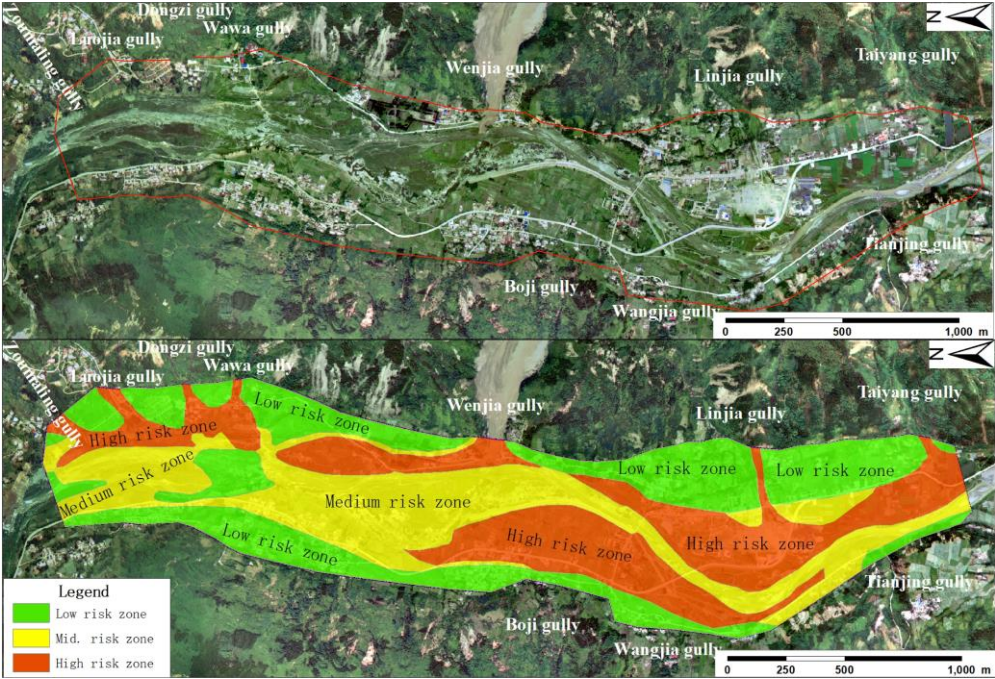 Dongzi gully
Zoumaling gully
Luojia gully
Wawa gully
Wenjia gully
Linjia gully
Taiyang gully
N
Tianjing gully
Boji gully
Wangjia gully
0 250 500 1,000 m
Dongzi gully
Zoumaling gully
Luojia gully
Wawa gully
Wenjia gully
Linjia gully
Taiyang gully
N
Low risk zone
High risk zone
Medium risk zone
Low risk zone
Low risk zone
Medium risk zone
Low risk zone
High risk zone
High risk zone
Tianjing gully
Boji gully
Wangjia gully
Legend
Low risk zone
Mid. risk zone
High risk zone
0 250 500 1,000 m